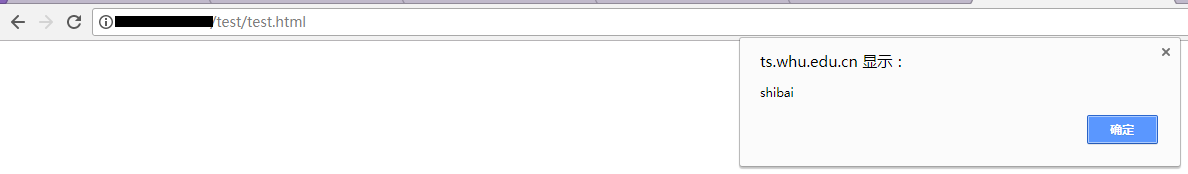 /test/test.html
ts.whu.edu.cn 显示：
shibai
确定